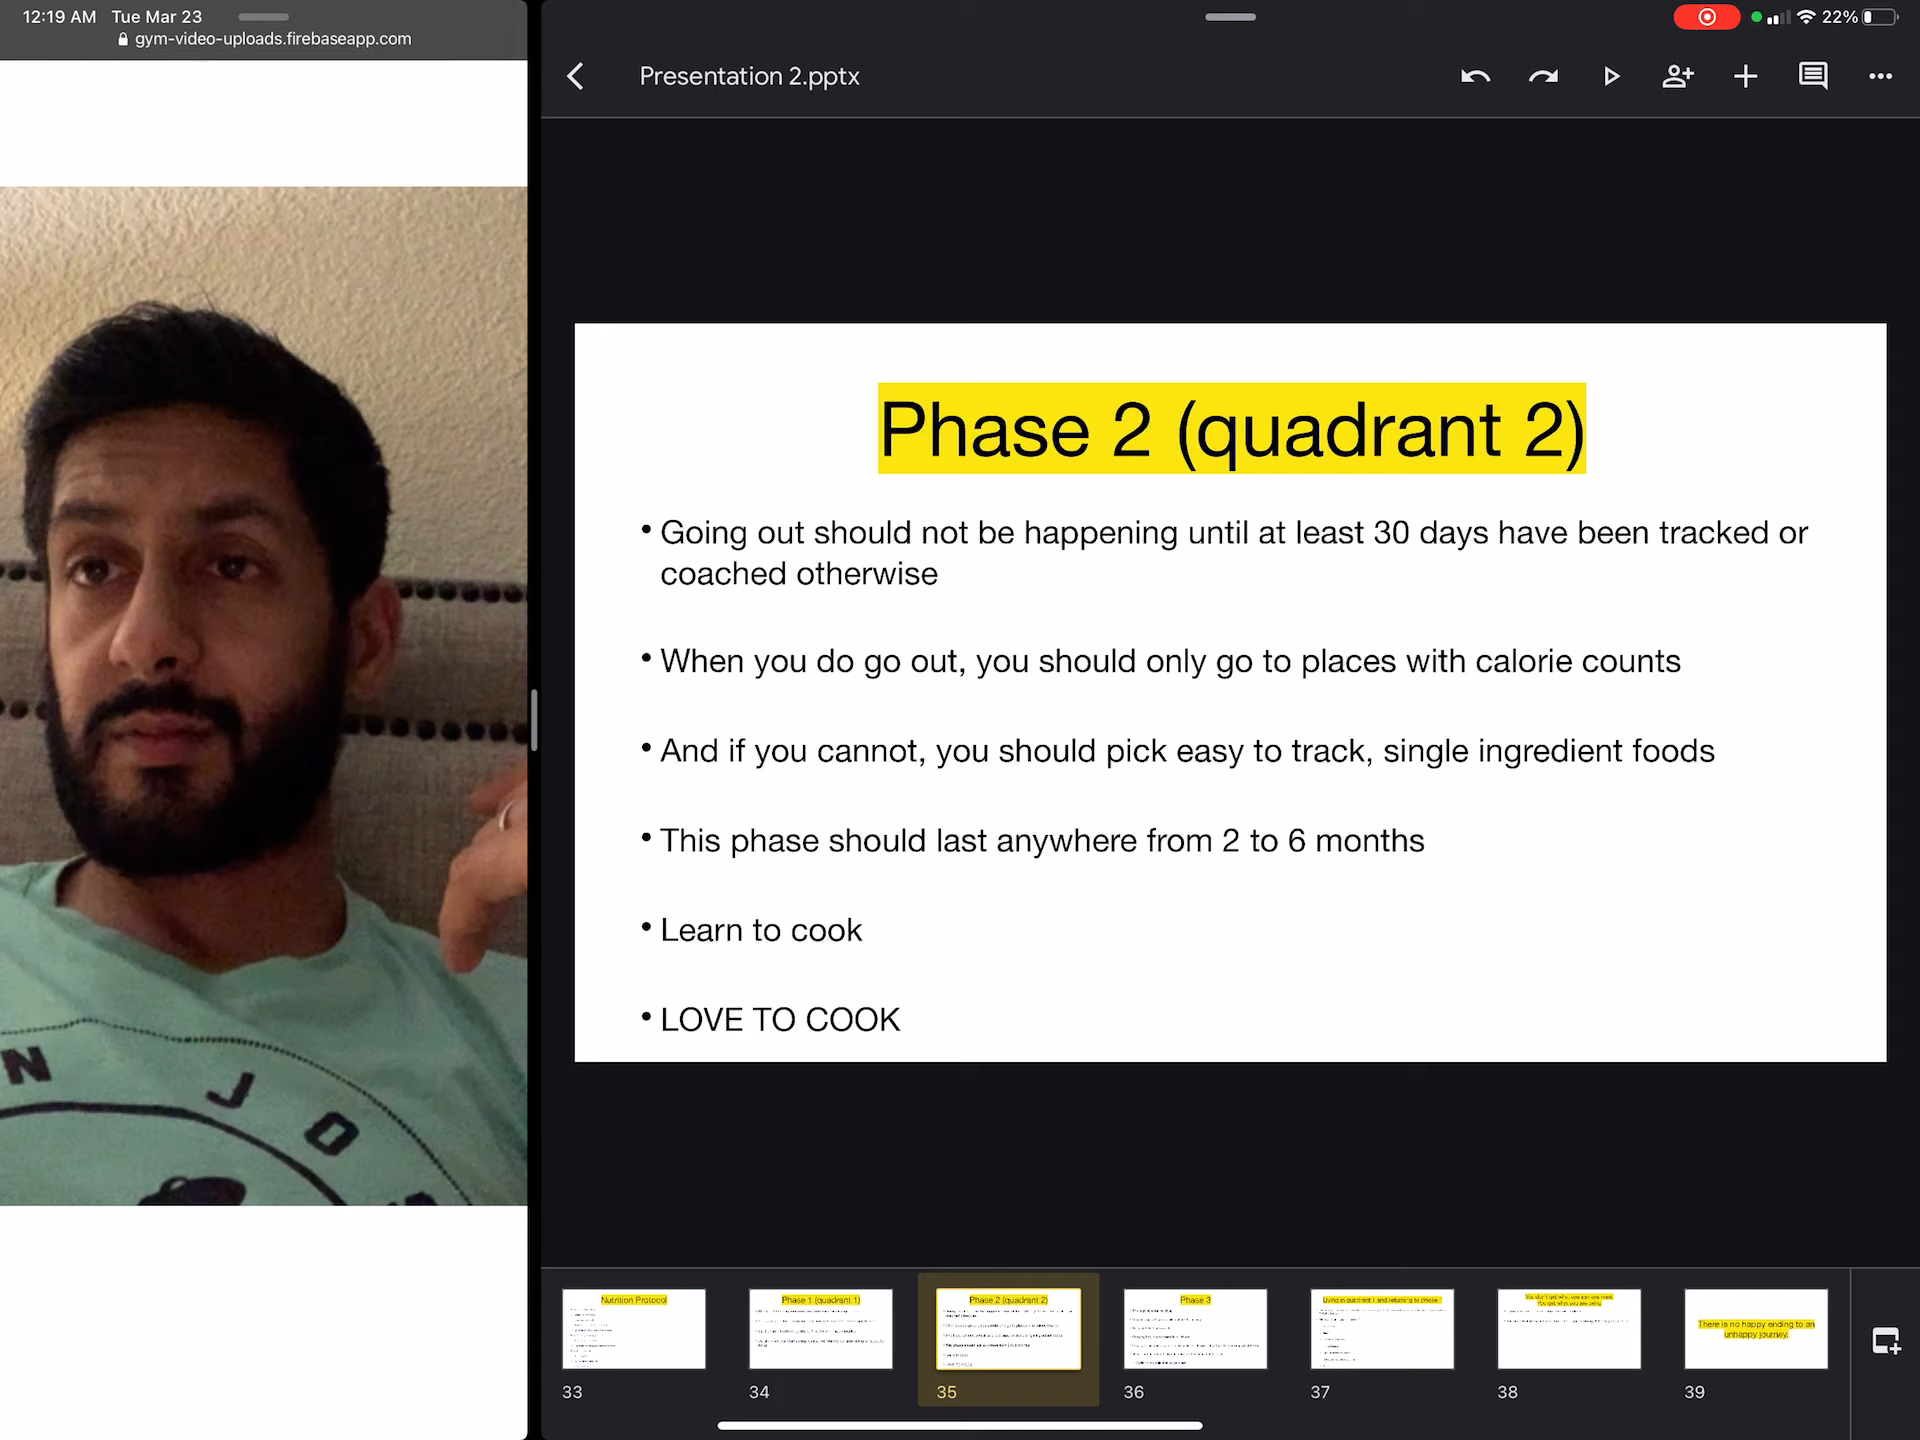 12:19 AM Tue Mar 23
gym-video-uploads.firebaseapp.com
22%
Presentation 2.pptx
Phase 2 (quadrant 2)
• Going out should not be happening until at least 30 days have been tracked or
coached otherwise
• When you do go out, you should only go to places with calorie counts
• And if you cannot, you should pick easy to track, single ingredient foods
• This phase should last anywhere from 2 to 6 months
• Learn to cook
• LOVE TO COOK
N JO
Nutrition Protocol
Phase 1 (quadrant 1)
Phase 2 (quadrant 2)
Phase 3
There is no happy ending to an
unhappy journey.
33
34
35
36
37
38
39